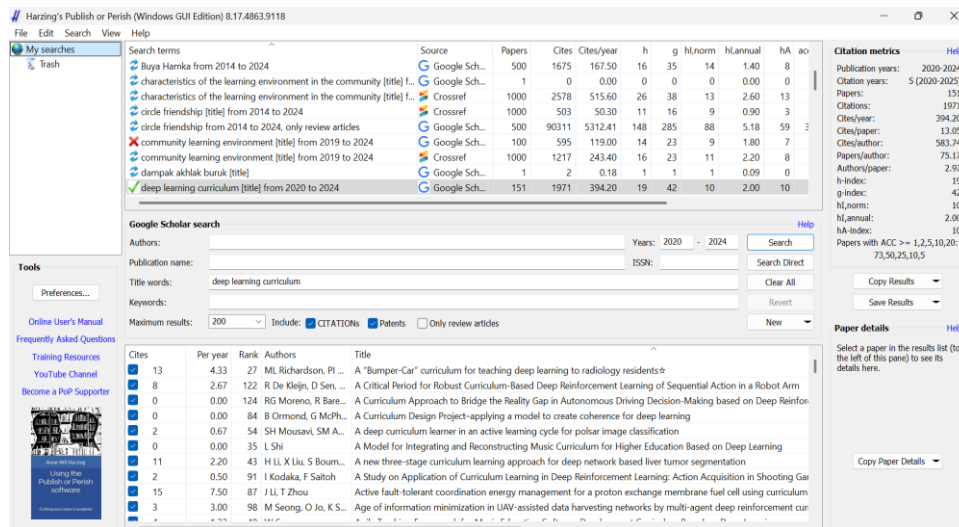 Harzing's Publish or Perish (Windows GUI Edition) 8.17.4863.9118
File Edit Search View Help
My searches
Trash
Search terms Source Papers Cites Cites/year h g hI,norm hI,annual hA acc
Buya Hamka from 2014 to 2024 Google Sch... 500 1675 167.50 16 35 14 1.40 8
characteristics of the learning environment in the community [title] f... Google Sch... 1 0 0.00 0 0 0 0.00 0
characteristics of the learning environment in the community [title] f... Crossref 1000 2578 515.60 26 38 13 2.60 13
circle friendship [title] from 2014 to 2024 Crossref 1000 503 50.30 11 16 9 0.90 3
circle friendship from 2014 to 2024, only review articles Google Sch... 500 90311 5312.41 148 285 88 5.18 59 3
community learning environment [title] from 2019 to 2024 Google Sch... 100 595 119.00 14 23 9 1.80 7
community learning environment [title] from 2019 to 2024 Crossref 1000 1217 243.40 16 23 11 2.20 8
dampak akhlak buruk [title] Google Sch... 1 2 0.18 1 1 1 0.09 0
deep learning curriculum [title] from 2020 to 2024 Google Sch... 151 1971 394.20 19 42 10 2.00 10
Google Scholar search Help
Authors: Years: 2020 - 2024 Search
Publication name: ISSN: Search Direct
Title words: deep learning curriculum Clear All
Keywords: Revert
Maximum results: 200 Include: CITATIONs Patents Only review articles New
Tools
Preferences...
Online User's Manual
Frequently Asked Questions
Training Resources
YouTube Channel
Become a PoP Supporter
Anne-Wil Harzing
Using the
Publish or Perish
software
Cites Per year Rank Authors Title
13 4.33 27 ML Richardson, PI ... A "Bumper-Car" curriculum for teaching deep learning to radiology residents☆
8 2.67 122 R De Kleijn, D Sen, ... A Critical Period for Robust Curriculum-Based Deep Reinforcement Learning of Sequential Action in a Robot Arm
0 0.00 124 RG Moreno, R Bare... A Curriculum Approach to Bridge the Reality Gap in Autonomous Driving Decision-Making based on Deep Reinfor
0 0.00 84 B Ormond, G McPh... A Curriculum Design Project–applying a model to create coherence for deep learning
2 0.67 54 SH Mousavi, SM A... A deep curriculum learner in an active learning cycle for polsar image classification
0 0.00 35 L Shi A Model for Integrating and Reconstructing Music Curriculum for Higher Education Based on Deep Learning
11 2.20 43 H Li, X Liu, S Boum... A new three-stage curriculum learning approach for deep network based liver tumor segmentation
2 0.50 91 I Kodaka, F Saitoh A Study on Application of Curriculum Learning in Deep Reinforcement Learning: Action Acquisition in Shooting Gar
15 7.50 87 J Li, T Zhou Active fault-tolerant coordination energy management for a proton exchange membrane fuel cell using curriculum
3 3.00 98 M Seong, O Jo, K S... Age of information minimization in UAV-assisted data harvesting networks by multi-agent deep reinforcement cur
Citation metrics Help
Publication years: 2020-2024
Citation years: 5 (2020-2025)
Papers: 151
Citations: 1971
Cites/year: 394.20
Cites/paper: 13.05
Cites/author: 583.74
Papers/author: 75.17
Authors/paper: 2.97
h-index: 19
g-index: 42
hI,norm: 10
hI,annual: 2.00
hA-index: 10
Papers with ACC >= 1,2,5,10,20:
73,50,25,10,5
Copy Results
Save Results
Paper details Help
Select a paper in the results list (to
the left of this pane) to see its
details here.
Copy Paper Details